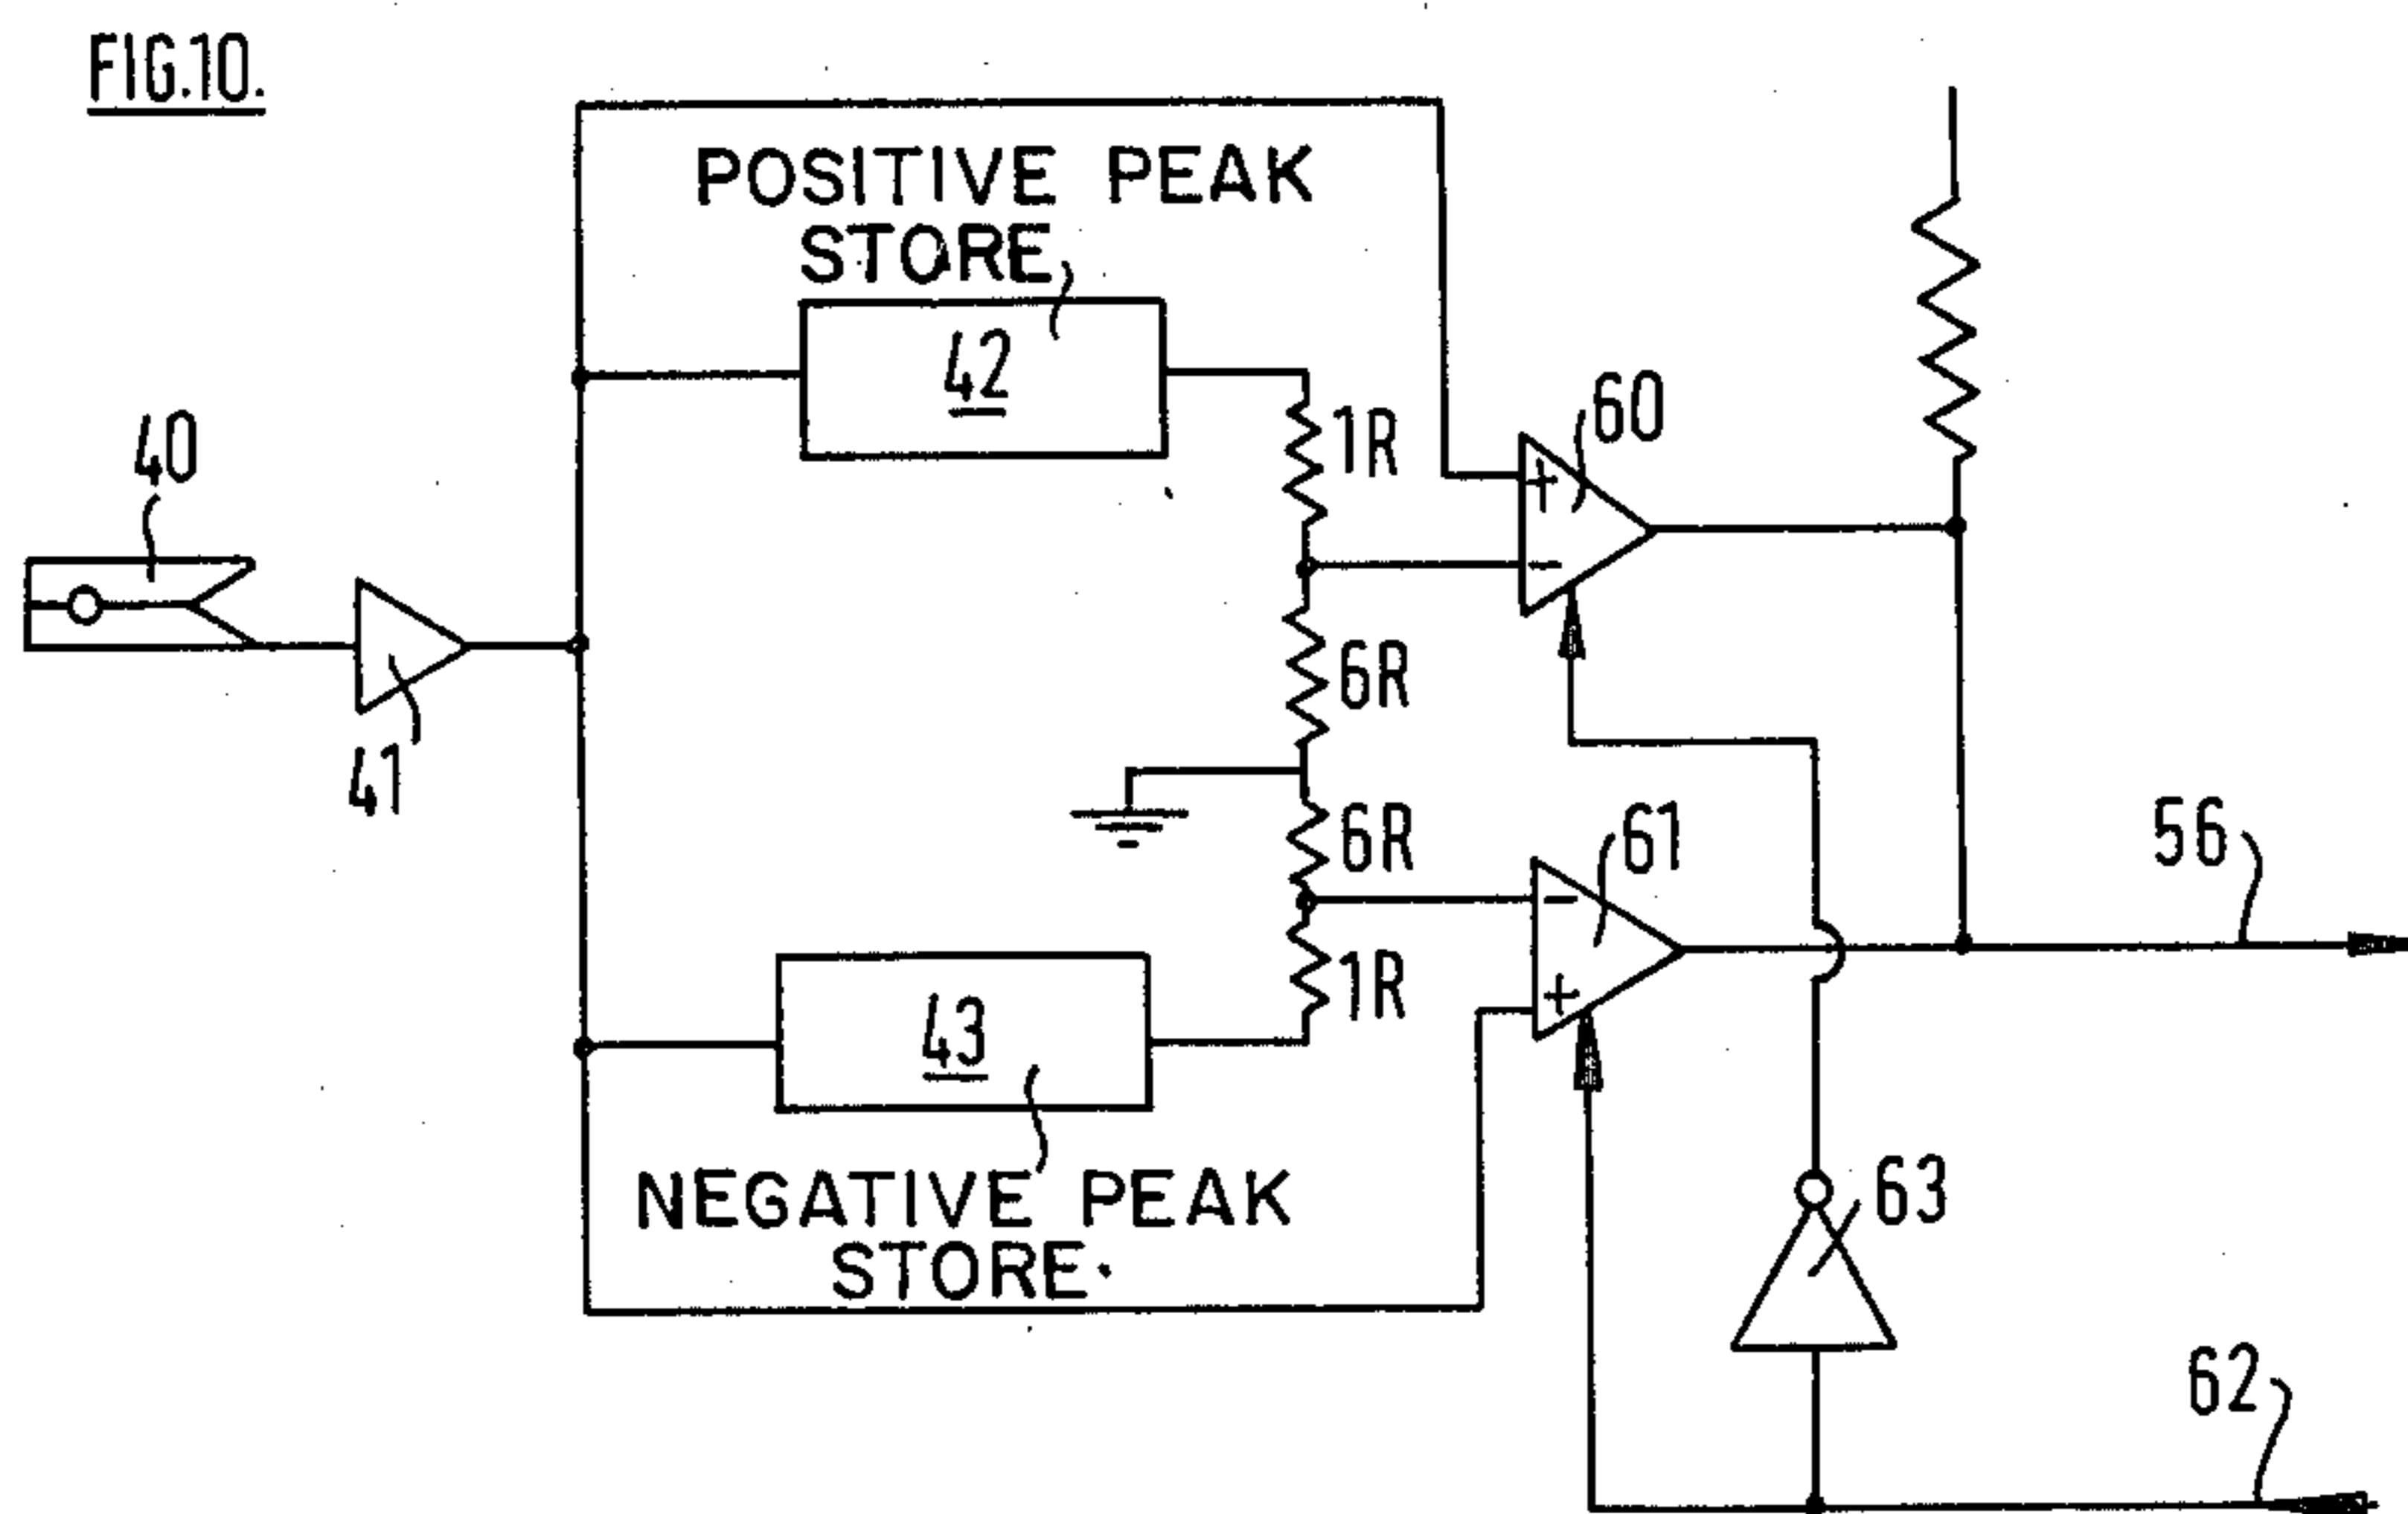 FIG.10.
POSITIVE PEAK
STORE
42
40
41
1R
6R
6R
1R
+
-
60
-
+
61
56
43
NEGATIVE PEAK
STORE
63
62